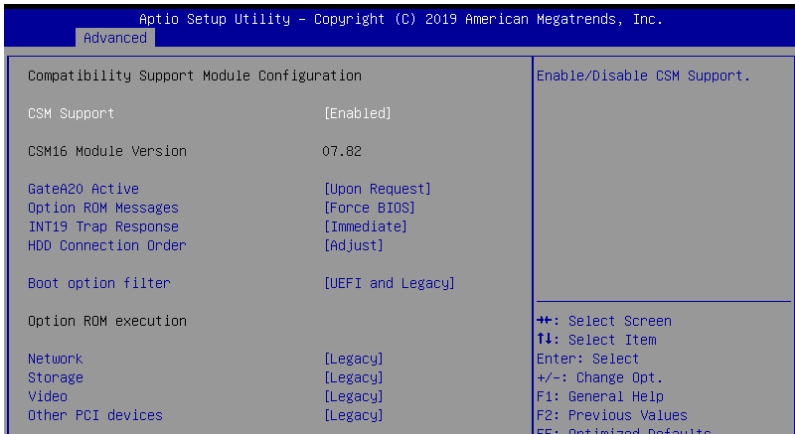 Aptio Setup Utility – Copyright (C) 2019 American Megatrends, Inc.
Advanced
Compatibility Support Module Configuration
CSM Support [Enabled]
CSM16 Module Version 07.82
GateA20 Active [Upon Request]
Option ROM Messages [Force BIOS]
INT19 Trap Response [Immediate]
HDD Connection Order [Adjust]
Boot option filter [UEFI and Legacy]
Option ROM execution
Network [Legacy]
Storage [Legacy]
Video [Legacy]
Other PCI devices [Legacy]
Enable/Disable CSM Support.
→←: Select Screen
↑↓: Select Item
Enter: Select
+/-: Change Opt.
F1: General Help
F2: Previous Values
Optimized Defaults